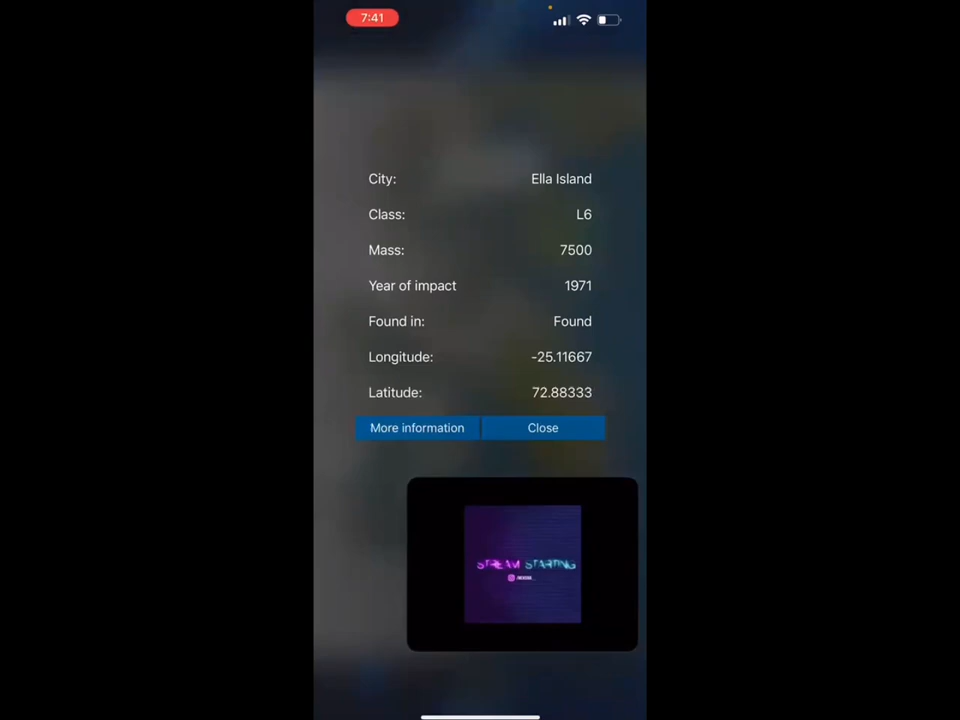 7:41
City: Ella Island
Class: L6
Mass: 7500
Year of impact 1971
Found in: Found
Longitude: -25.11667
Latitude: 72.88333
More information Close
STREAM STARTING